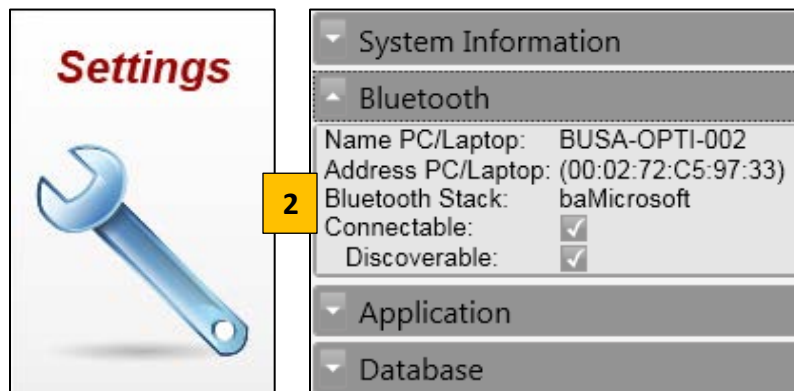 Settings
System Information
Bluetooth
Name PC/Laptop: BUSA-OPTI-002
Address PC/Laptop: (00:02:72:C5:97:33)
2
Bluetooth Stack: baMicrosoft
Connectable:
Discoverable:
Application
Database